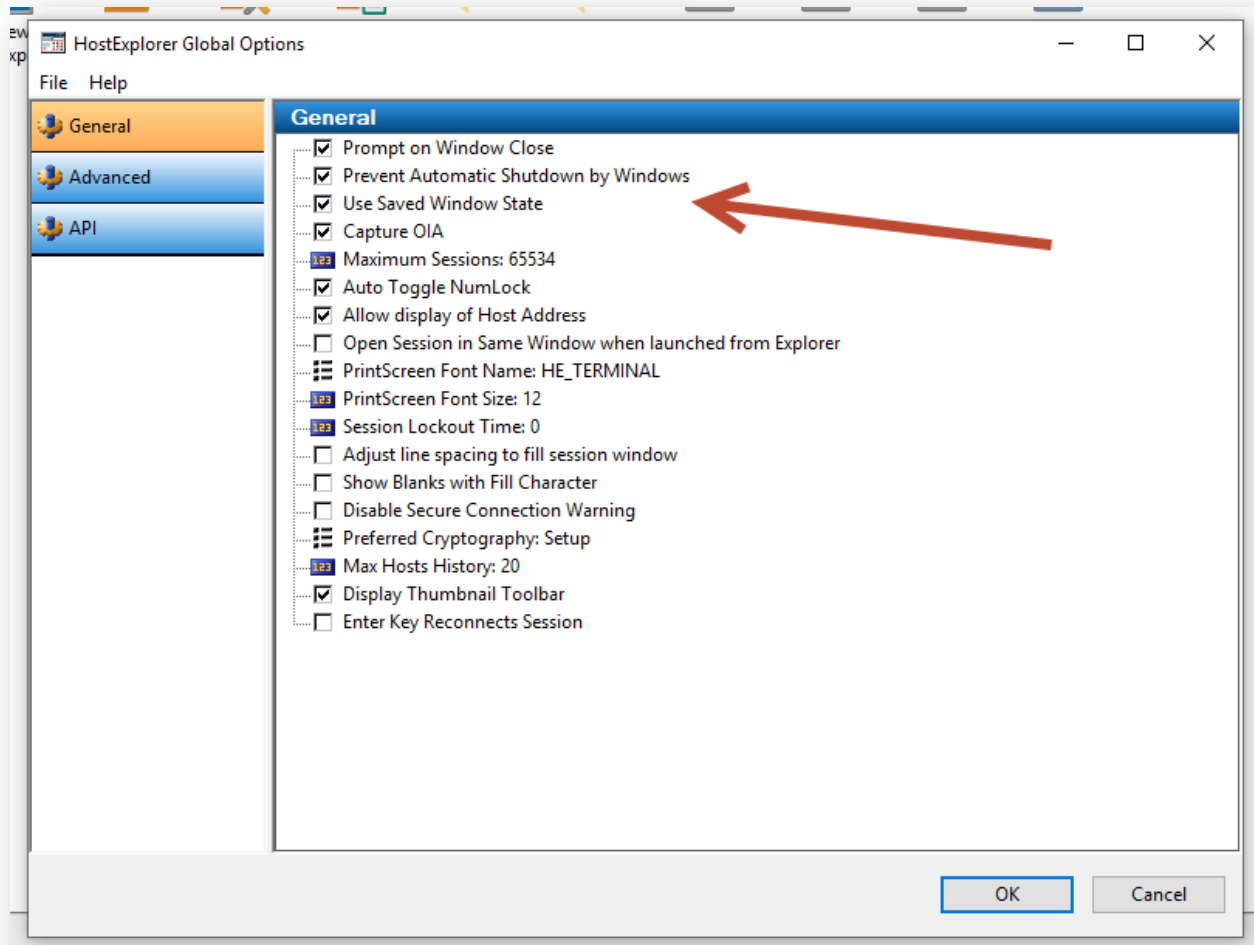 HostExplorer Global Options
File Help
General
Advanced
API
General
Prompt on Window Close
Prevent Automatic Shutdown by Windows
Use Saved Window State
Capture OIA
123 Maximum Sessions: 65534
Auto Toggle NumLock
Allow display of Host Address
Open Session in Same Window when launched from Explorer
PrintScreen Font Name: HE_TERMINAL
123 PrintScreen Font Size: 12
123 Session Lockout Time: 0
Adjust line spacing to fill session window
Show Blanks with Fill Character
Disable Secure Connection Warning
Preferred Cryptography: Setup
123 Max Hosts History: 20
Display Thumbnail Toolbar
Enter Key Reconnects Session
OK Cancel